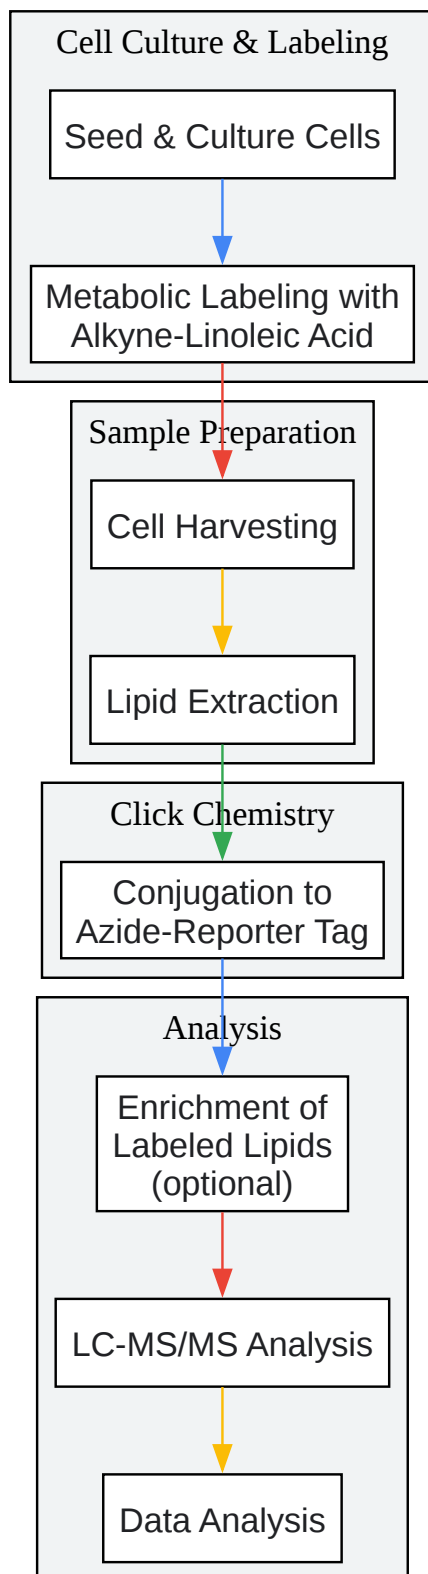 Cell Culture & Labeling
Seed & Culture Cells
Metabolic Labeling with
Alkyne-Linoleic Acid
Sample Preparation
Cell Harvesting
Lipid Extraction
Click Chemistry
Conjugation to
Azide-Reporter Tag
Analysis
Enrichment of
Labeled Lipids
(optional)
LC-MS/MS Analysis
Data Analysis